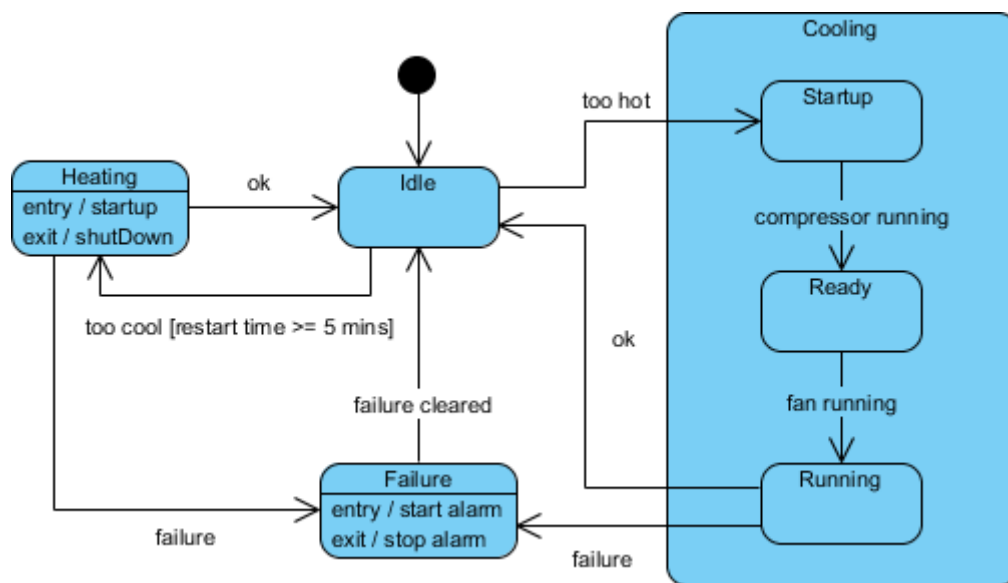 Cooling
too hot
Startup
Heating
entry / startup
exit / shutDown
ok
Idle
compressor running
Ready
too cool [restart time >= 5 mins]
ok
failure cleared
fan running
Failure
entry / start alarm
exit / stop alarm
Running
failure
failure